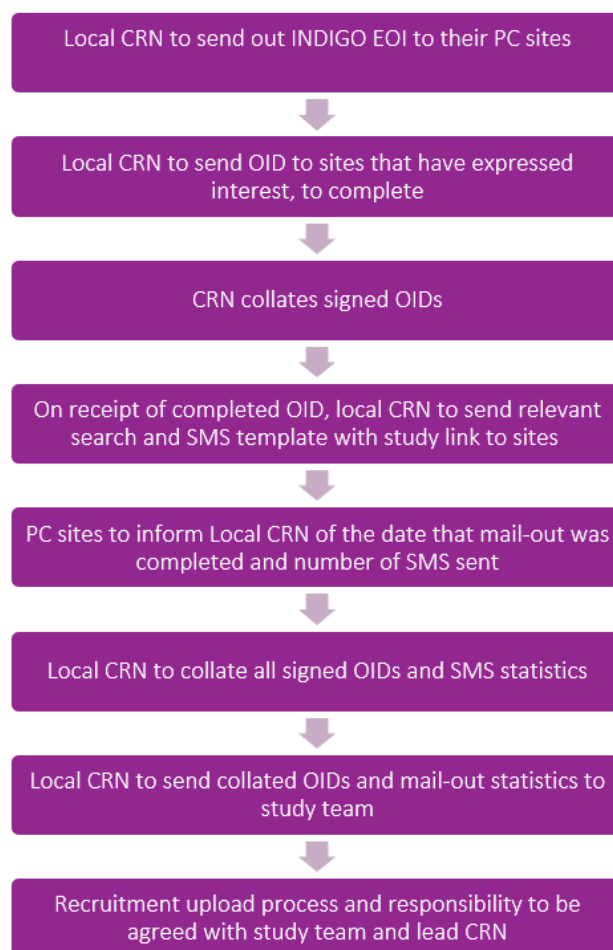 Local CRN to send out INDIGO EOI to their PC sites
Local CRN to send OID to sites that have expressed
interest, to complete
CRN collates signed OIDs
On receipt of completed OID, local CRN to send relevant
search and SMS template with study link to sites
PC sites to inform Local CRN of the date that mail-out was
completed and number of SMS sent
Local CRN to collate all signed OIDs and SMS statistics
Local CRN to send collated OIDs and mail-out statistics to
study team
Recruitment upload process and responsibility to be
agreed with study team and lead CRN